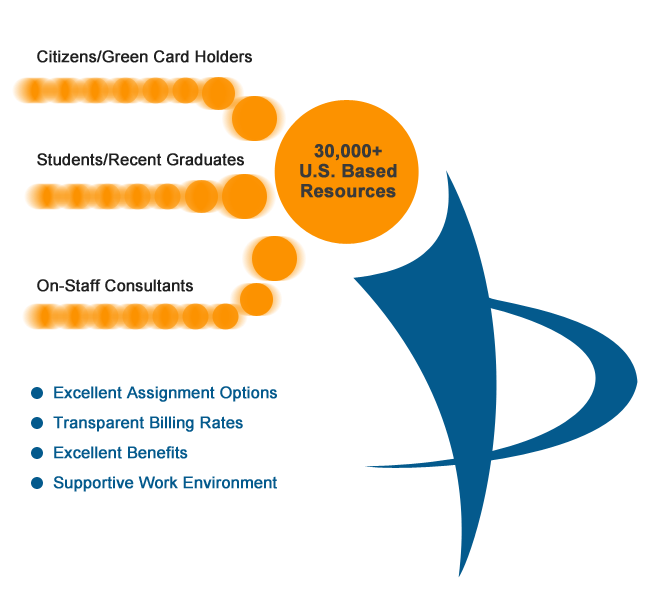 Citizens/Green Card Holders
30,000+
U.S. Based
Resources
Students/Recent Graduates
On-Staff Consultants
Excellent Assignment Options
Transparent Billing Rates
Excellent Benefits
Supportive Work Environment